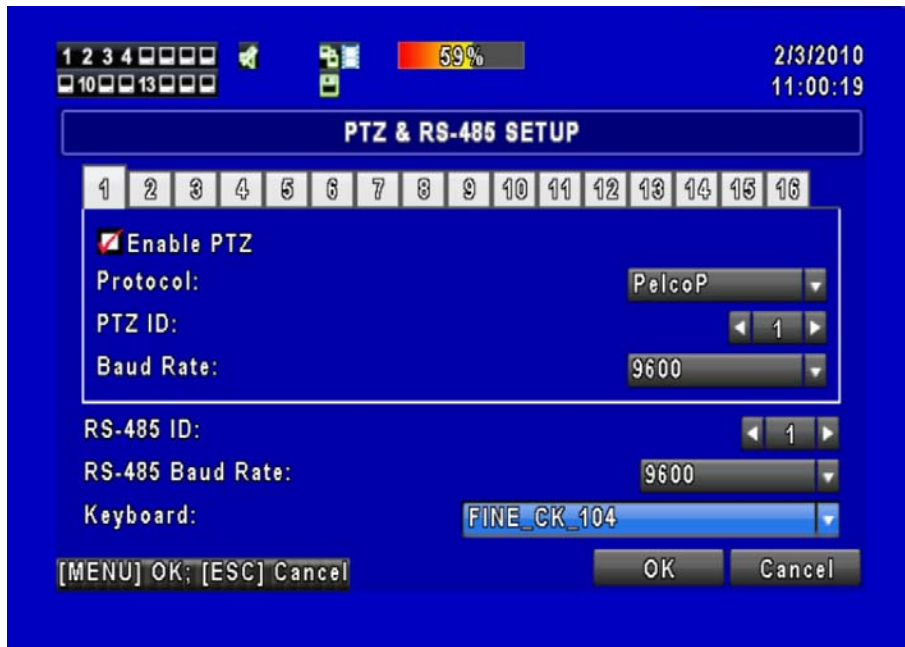 1 2 3 4
59%
2/3/2010
10 13
11:00:19
PTZ & RS-485 SETUP
1 2 3 4 5 6 7 8 9 10 11 12 13 14 15 16
Enable PTZ
Protocol: PelcoP
PTZ ID: 1
Baud Rate: 9600
RS-485 ID: 1
RS-485 Baud Rate: 9600
Keyboard: FINE_CK_104
[MENU] OK; [ESC] Cancel
OK
Cancel